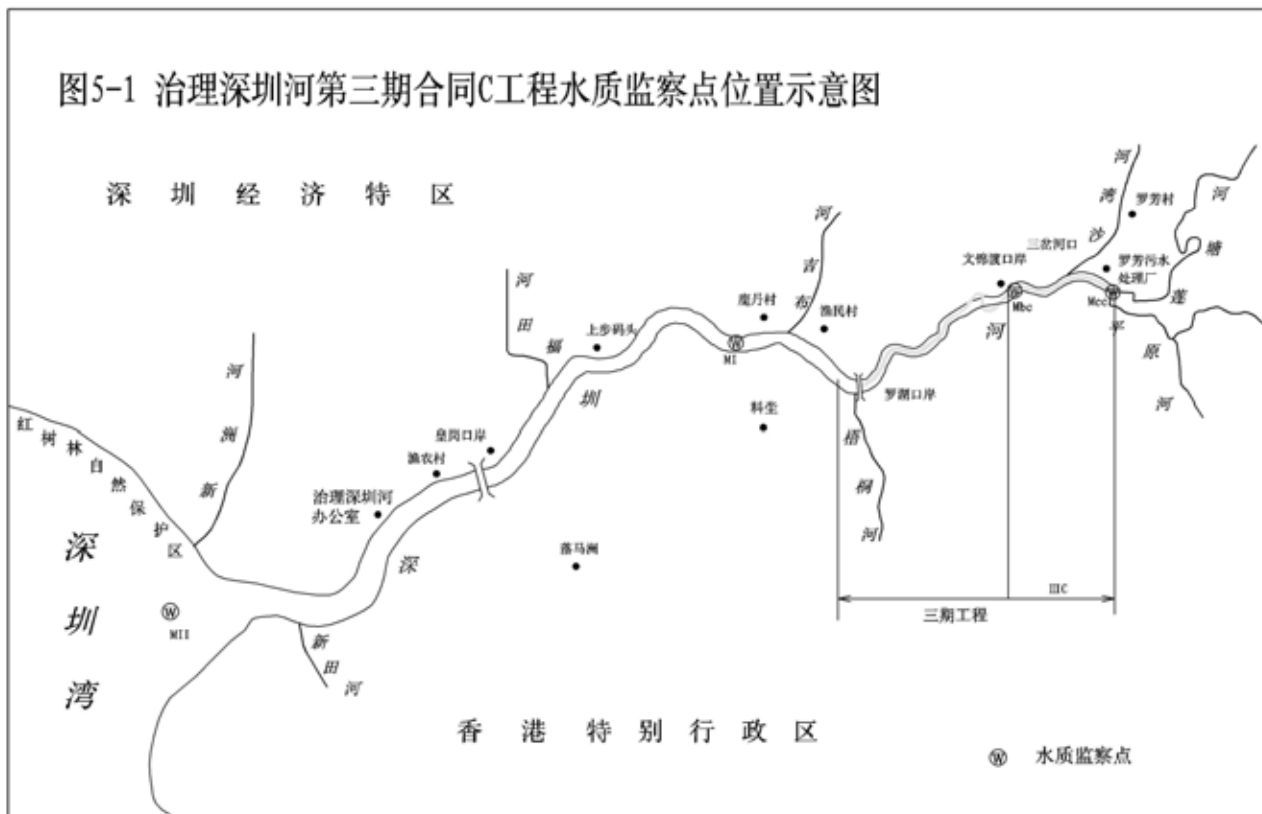 图5-1 治理深圳河第三期合同C工程水质监察点位置示意图
深圳经济特区
河湾沙
罗芳村
河塘莲
三岔河口
文锦渡口岸
罗芳污水
处理厂
Mbc
Mcc
平原河
河吉布
鹿丹村
渔民村
MI
河田福
上步码头
深圳河
罗湖口岸
料壆
梧桐河
河洲新
皇岗口岸
渔农村
治理深圳河
办公室
红树林自然保护区
落马洲
IIIC
三期工程
深圳湾
MII
新田河
香港特别行政区
水质监察点